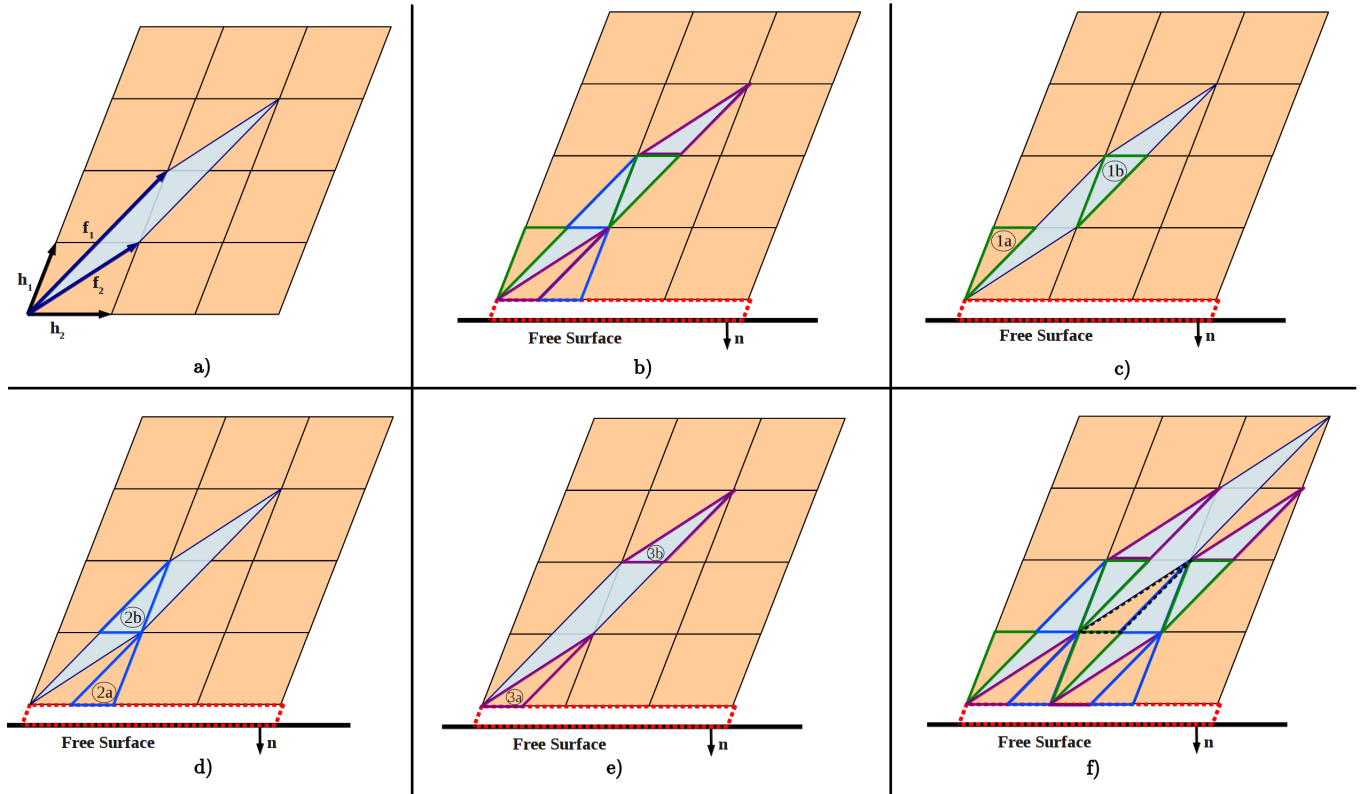 f₁
h₁
f₂
h₂
a)
Free Surface
n
b)
1b
1a
Free Surface
n
c)
2b
2a
Free Surface
n
d)
3b
3a
Free Surface
n
e)
Free Surface
n
f)